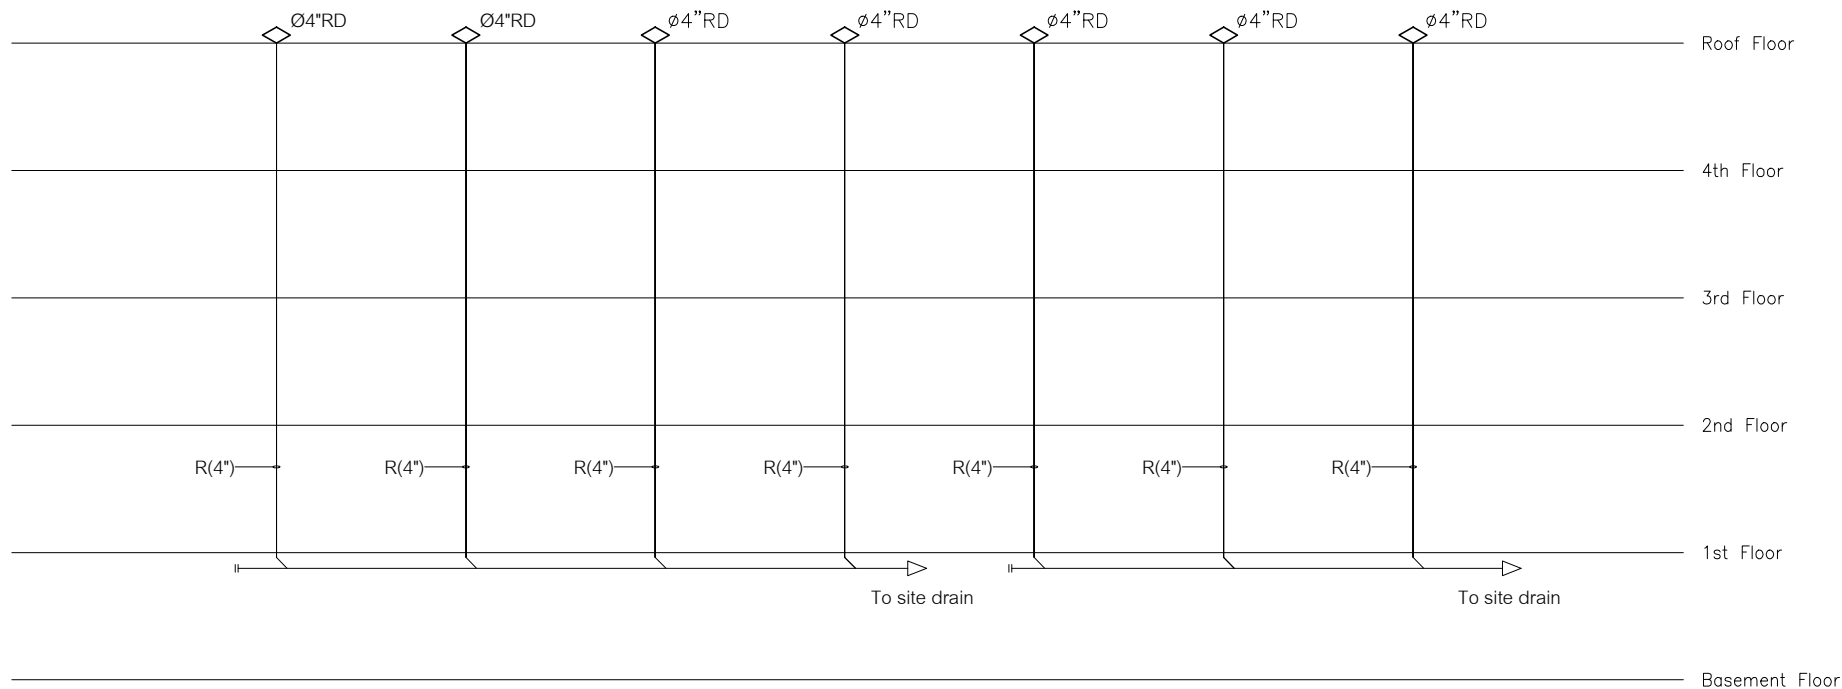 Ø4"RD Ø4"RD ø4”RD ø4”RD ø4”RD ø4”RD ø4”RD
Roof Floor
4th Floor
3rd Floor
2nd Floor
R(4") R(4") R(4") R(4") R(4") R(4") R(4")
1st Floor
To site drain To site drain
Basement Floor